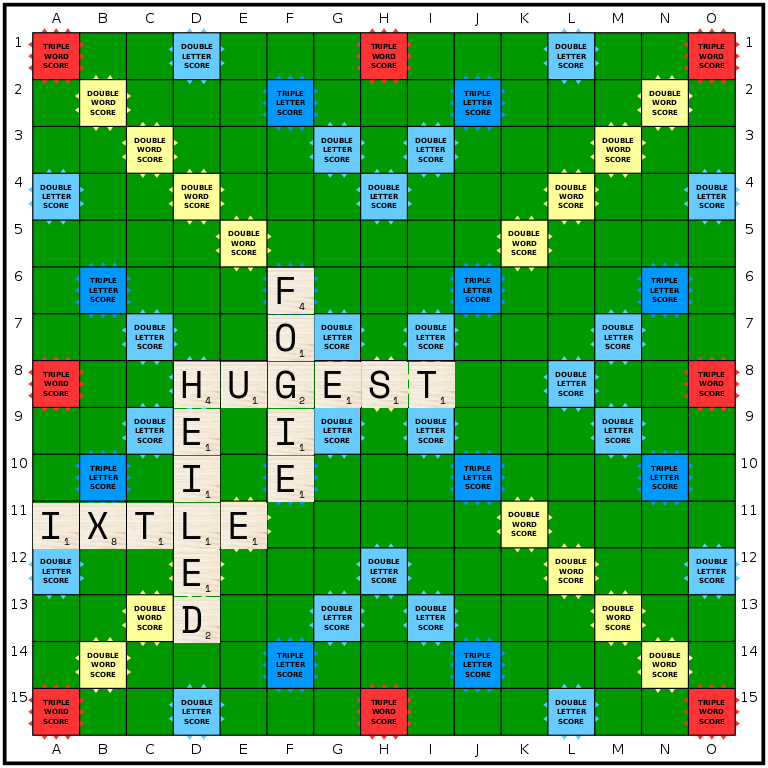 A B C D E F G H I J K L M N O
1 TRIPLE DOUBLE TRIPLE DOUBLE TRIPLE 1
WORD LETTER WORD LETTER WORD
SCORE SCORE SCORE SCORE SCORE
2 DOUBLE TRIPLE TRIPLE DOUBLE 2
WORD LETTER LETTER WORD
SCORE SCORE SCORE SCORE
3 DOUBLE DOUBLE DOUBLE DOUBLE 3
WORD LETTER LETTER WORD
SCORE SCORE SCORE SCORE
4 DOUBLE DOUBLE DOUBLE DOUBLE DOUBLE 4
LETTER WORD LETTER WORD LETTER
SCORE SCORE SCORE SCORE SCORE
5 DOUBLE DOUBLE 5
WORD WORD
SCORE SCORE
6 TRIPLE F4 TRIPLE TRIPLE 6
LETTER LETTER LETTER
SCORE SCORE SCORE
7 DOUBLE O1 DOUBLE DOUBLE DOUBLE 7
LETTER LETTER LETTER LETTER
SCORE SCORE SCORE SCORE
8 TRIPLE H4 U1 G2 E1 S1 T1 DOUBLE TRIPLE 8
WORD LETTER WORD
SCORE SCORE SCORE
9 DOUBLE E1 I1 DOUBLE DOUBLE DOUBLE 9
LETTER LETTER LETTER LETTER
SCORE SCORE SCORE SCORE
10 TRIPLE I1 E1 TRIPLE TRIPLE 10
LETTER LETTER LETTER
SCORE SCORE SCORE
11 I1 X8 T1 L1 E1 DOUBLE 11
WORD
SCORE
12 DOUBLE E1 DOUBLE DOUBLE DOUBLE 12
LETTER LETTER WORD LETTER
SCORE SCORE SCORE SCORE
13 DOUBLE D2 DOUBLE DOUBLE DOUBLE 13
WORD LETTER LETTER WORD
SCORE SCORE SCORE SCORE
14 DOUBLE TRIPLE TRIPLE DOUBLE 14
WORD LETTER LETTER WORD
SCORE SCORE SCORE SCORE
15 TRIPLE DOUBLE TRIPLE DOUBLE TRIPLE 15
WORD LETTER WORD LETTER WORD
SCORE SCORE SCORE SCORE SCORE
A B C D E F G H I J K L M N O